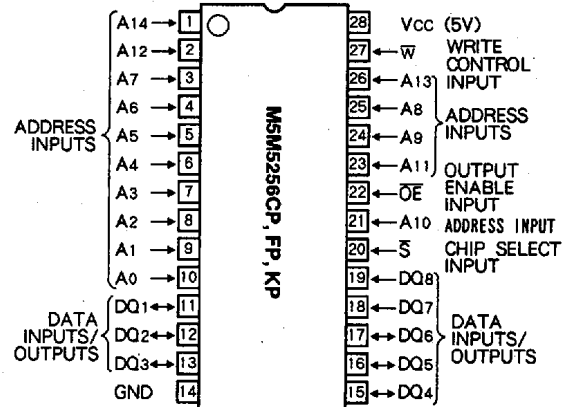 A14 1
A12 2
A7 3
A6 4
ADDRESS
INPUTS
A5 5
A4 6
A3 7
A2 8
A1 9
A0 10
DATA
INPUTS/
OUTPUTS
DQ1 11
DQ2 12
DQ3 13
GND 14
M5M5256CP, FP, KP
28 VCC (5V)
27 W̅ WRITE
CONTROL
INPUT
26 A13
25 A8
24 A9
23 A11
ADDRESS
INPUTS
22 O̅E̅ OUTPUT
ENABLE
INPUT
21 A10 ADDRESS INPUT
20 S̅ CHIP SELECT
INPUT
19 DQ8
18 DQ7
17 DQ6
16 DQ5
15 DQ4
DATA
INPUTS/
OUTPUTS